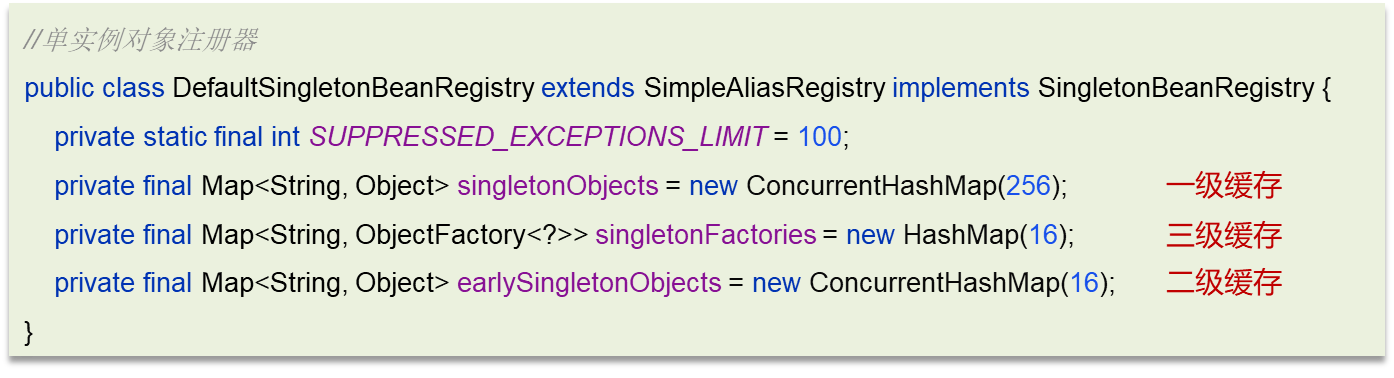 //单实例对象注册器
public class DefaultSingletonBeanRegistry extends SimpleAliasRegistry implements SingletonBeanRegistry {
private static final int SUPPRESSED_EXCEPTIONS_LIMIT = 100;
private final Map<String, Object> singletonObjects = new ConcurrentHashMap(256); 一级缓存
private final Map<String, ObjectFactory<?>> singletonFactories = new HashMap(16); 三级缓存
private final Map<String, Object> earlySingletonObjects = new ConcurrentHashMap(16); 二级缓存
}